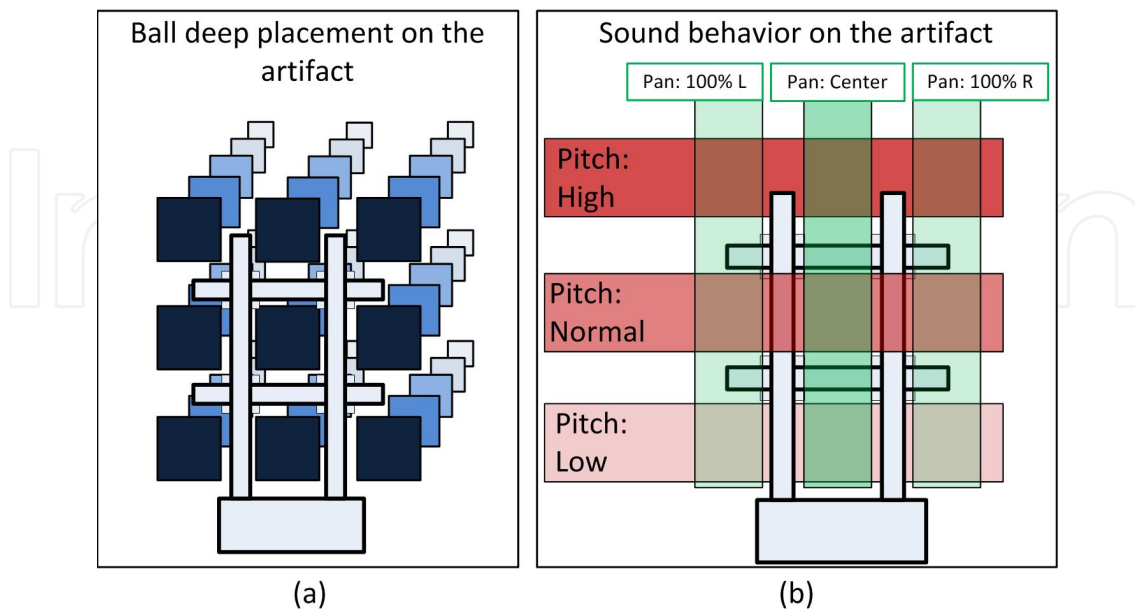 Ball deep placement on the
artifact
Sound behavior on the artifact
Pan: 100% L
Pan: Center
Pan: 100% R
Pitch:
High
Pitch:
Normal
Pitch:
Low
(a)
(b)